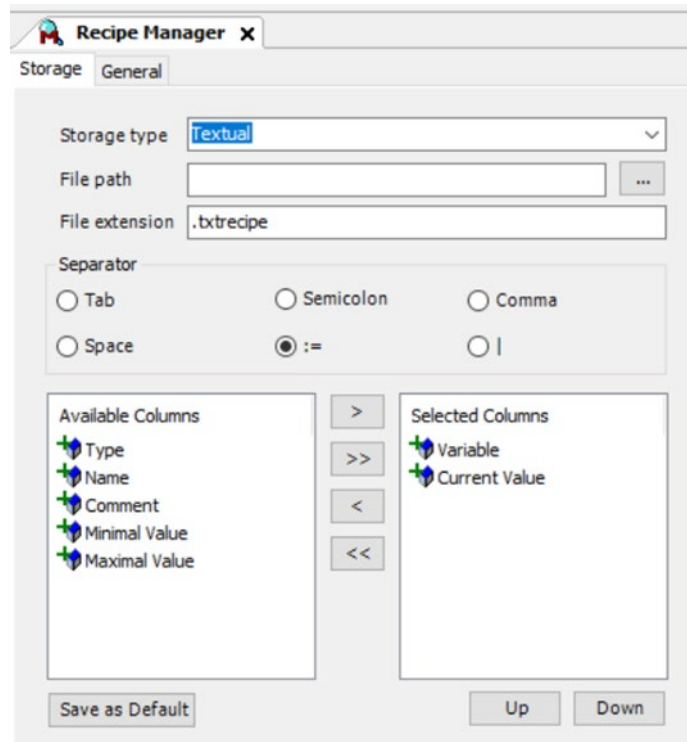 Recipe Manager X
Storage General
Storage type Textual
File path ...
File extension .txtrecipe
Separator
Tab Semicolon Comma
Space := |
Available Columns > Selected Columns
Type Variable
Name >> Current Value
Comment <
Minimal Value
Maximal Value <<
Save as Default Up Down